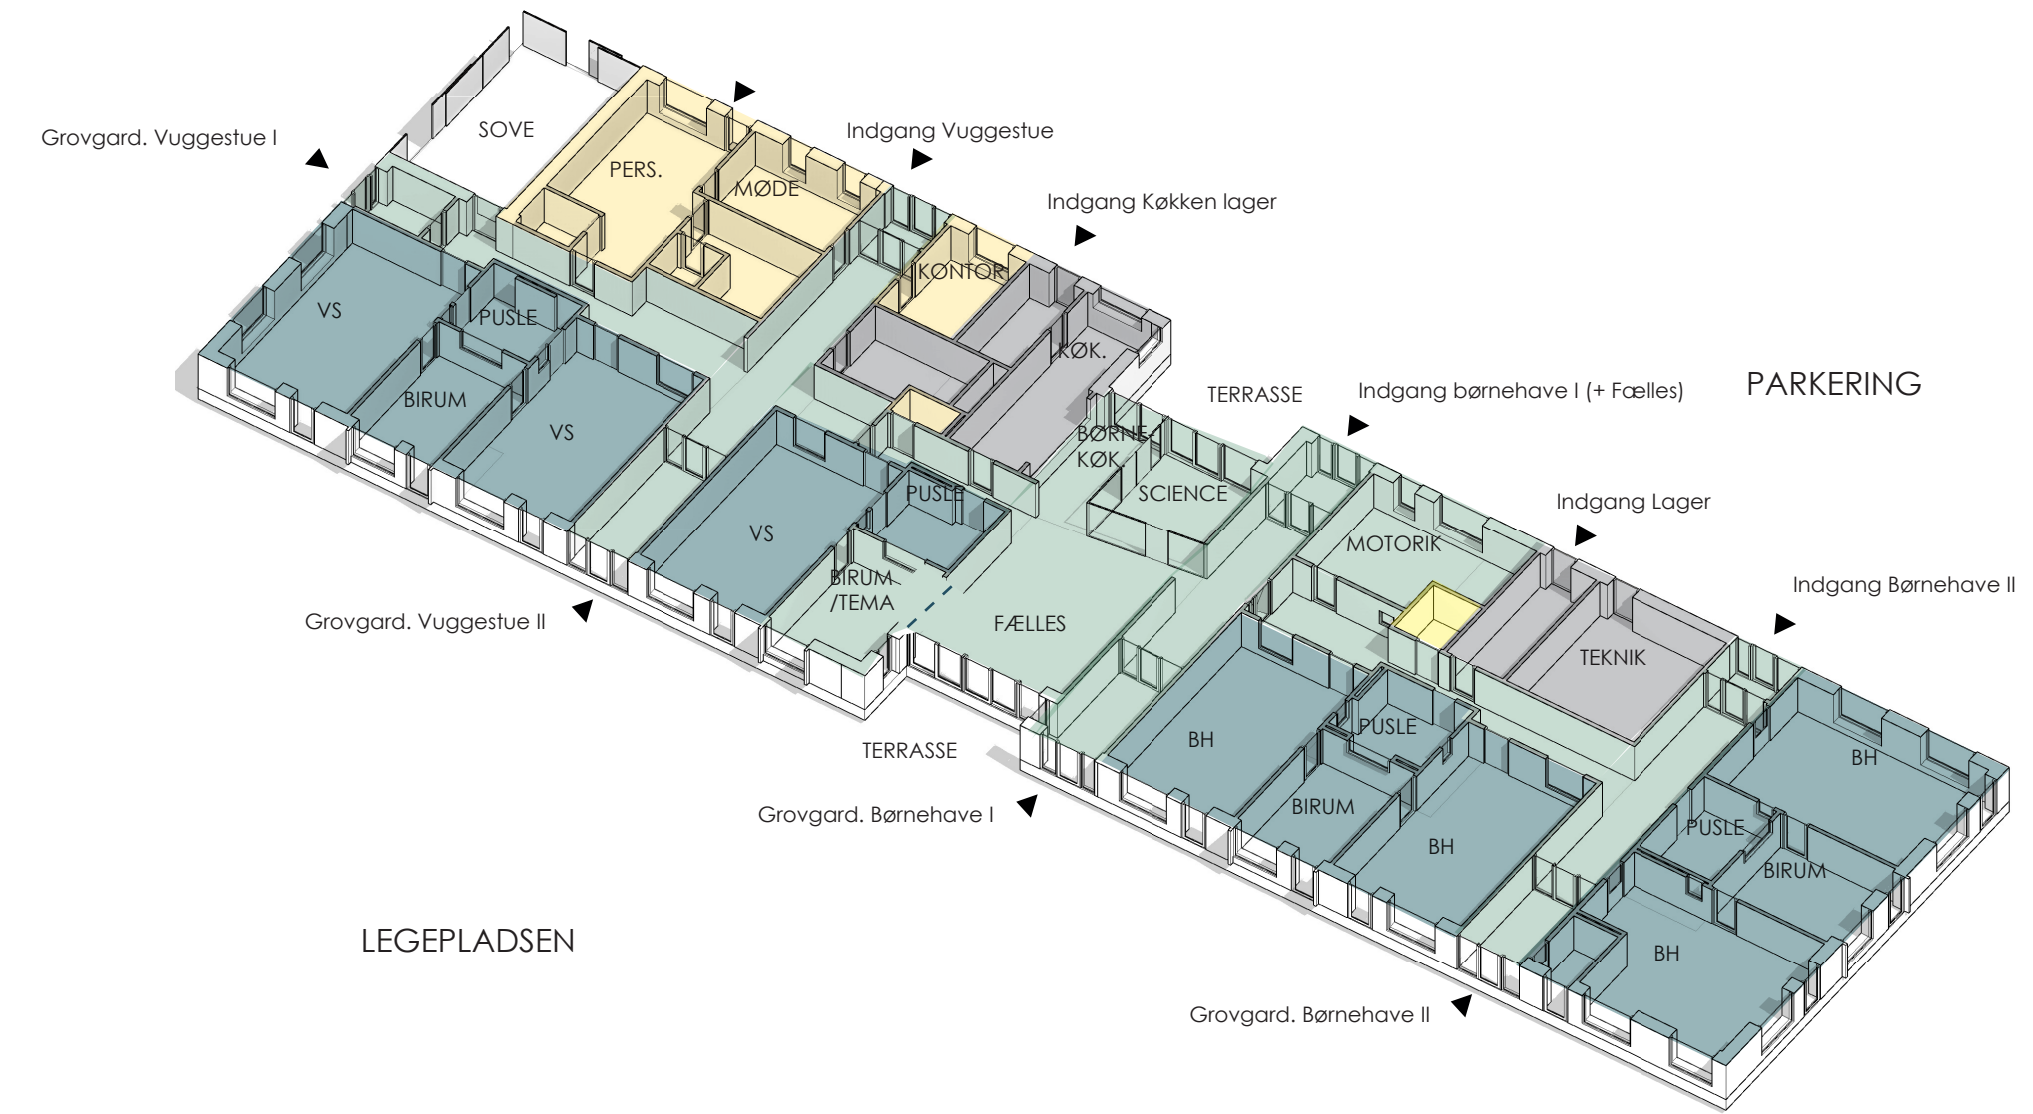 SOVE
Grovgard. Vuggestue I
Indgang Vuggestue
PERS.
MØDE
Indgang Køkken lager
KONTOR
VS
PUSLE
KØK.
TERRASSE
Indgang børnehave I (+ Fælles)
PARKERING
BIRUM
VS
BØRNE-
KØK.
PUSLE
SCIENCE
Indgang Lager
VS
MOTORIK
BIRUM
/TEMA
Indgang Børnehave II
Grovgard. Vuggestue II
FÆLLES
TEKNIK
PUSLE
BH
TERRASSE
BH
Grovgard. Børnehave I
BIRUM
PUSLE
BH
BIRUM
LEGEPLADSEN
BH
Grovgard. Børnehave II